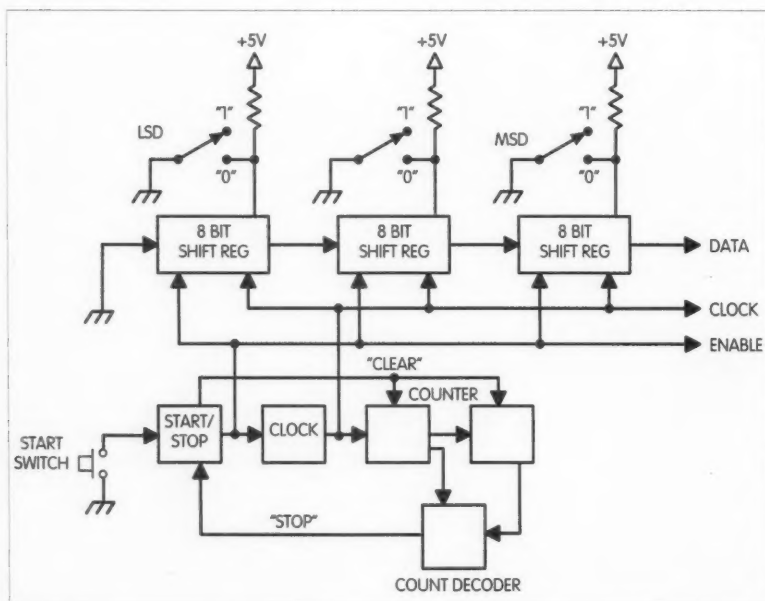 +5V
+5V
+5V
LSD
"1"
"0"
"1"
"0"
MSD
"1"
"0"
8 BIT
SHIFT REG
8 BIT
SHIFT REG
8 BIT
SHIFT REG
DATA
CLOCK
ENABLE
"CLEAR"
COUNTER
START
SWITCH
START/
STOP
CLOCK
"STOP"
COUNT DECODER